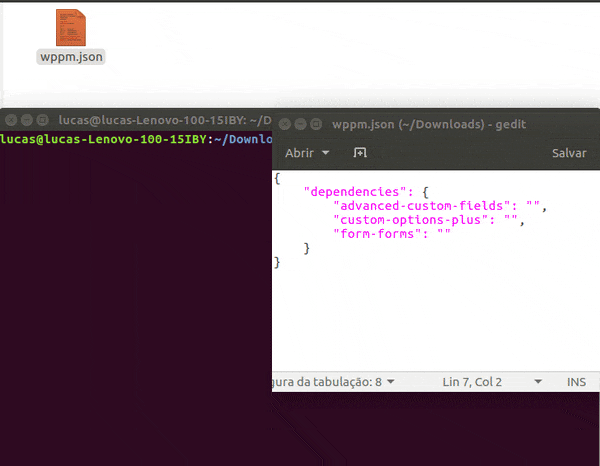 wppm.json
lucas@lucas-Lenovo-100-15IBY: ~/D
lucas@lucas-Lenovo-100-15IBY:~/Downlo
wppm.json (~/Downloads) - gedit
Abrir
Salvar
{
    "dependencies": {
        "advanced-custom-fields": "",
        "custom-options-plus": "",
        "form-forms": ""
    }
}
gura da tabulação: 8
Lin 7, Col 2
INS